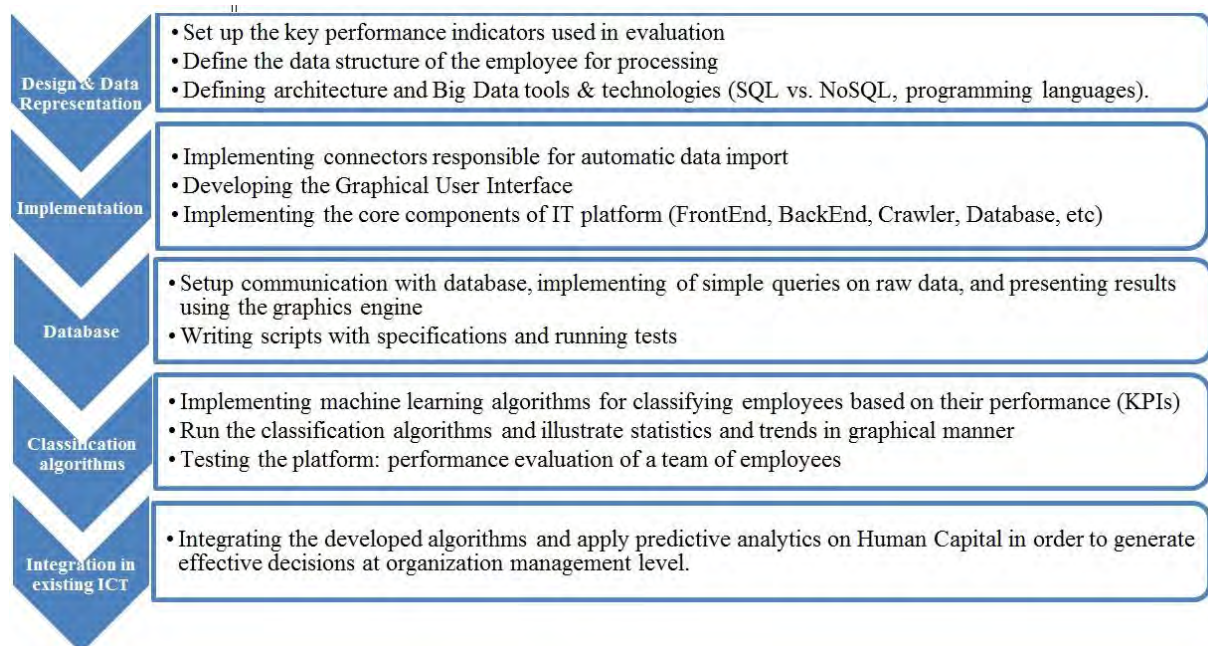 Design & Data
Representation
• Set up the key performance indicators used in evaluation
• Define the data structure of the employee for processing
• Defining architecture and Big Data tools & technologies (SQL vs. NoSQL, programming languages).
Implementation
• Implementing connectors responsible for automatic data import
• Developing the Graphical User Interface
• Implementing the core components of IT platform (FrontEnd, BackEnd, Crawler, Database, etc)
Database
• Setup communication with database, implementing of simple queries on raw data, and presenting results
using the graphics engine
• Writing scripts with specifications and running tests
Classification
algorithms
• Implementing machine learning algorithms for classifying employees based on their performance (KPIs)
• Run the classification algorithms and illustrate statistics and trends in graphical manner
• Testing the platform: performance evaluation of a team of employees
Integration in
existing ICT
• Integrating the developed algorithms and apply predictive analytics on Human Capital in order to generate
effective decisions at organization management level.